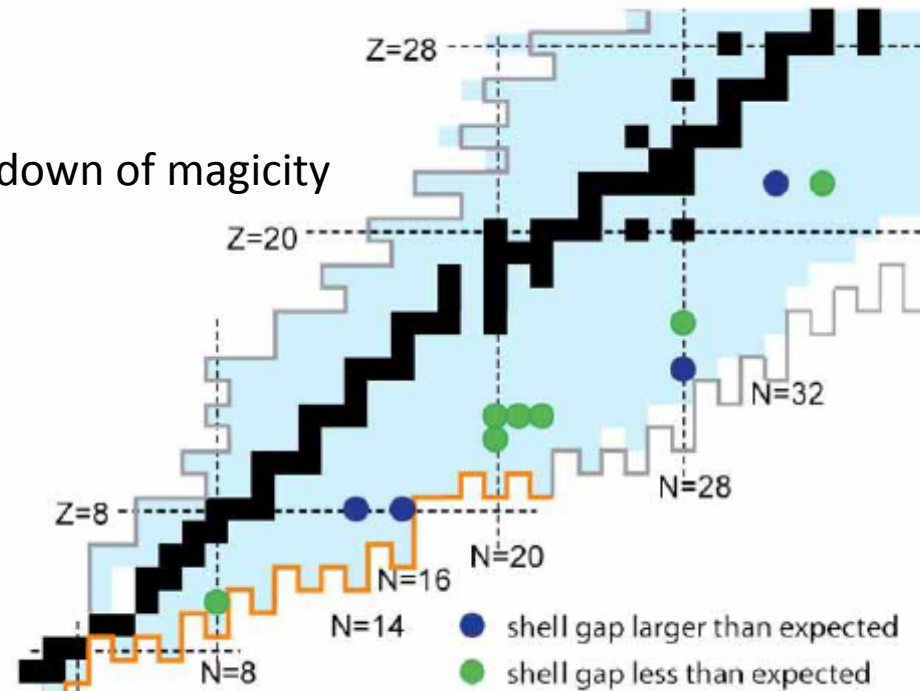 Z=28
down of magicity
Z=20
N=32
N=28
Z=8
N=20
N=16
N=14
shell gap larger than expected
N=8
shell gap less than expected